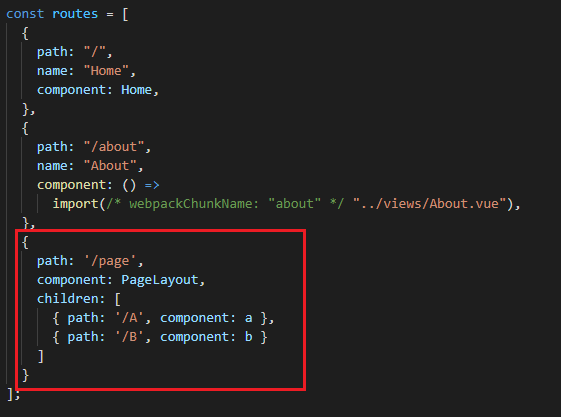 const routes = [
{
path: "/",
name: "Home",
component: Home,
},
{
path: "/about",
name: "About",
component: () =>
import(/* webpackChunkName: "about" */ "../views/About.vue"),
},
{
path: '/page',
component: PageLayout,
children: [
{ path: '/A', component: a },
{ path: '/B', component: b }
]
}
];